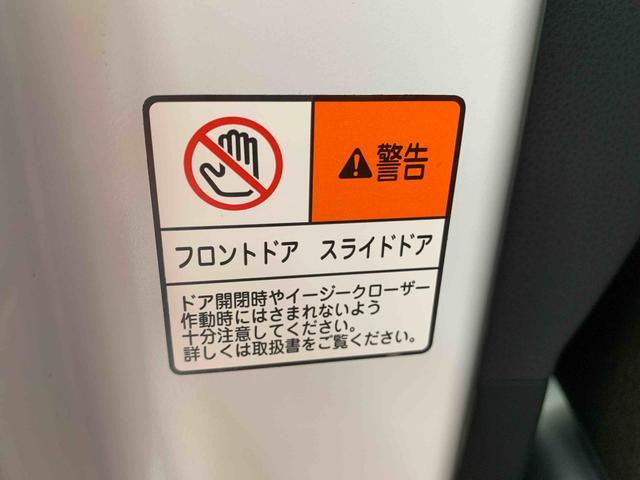 警告
フロントドア スライドドア
ドア開閉時やイージークローザー
作動時にはさまれないよう
十分注意してください。
詳しくは取扱書をご覧ください。